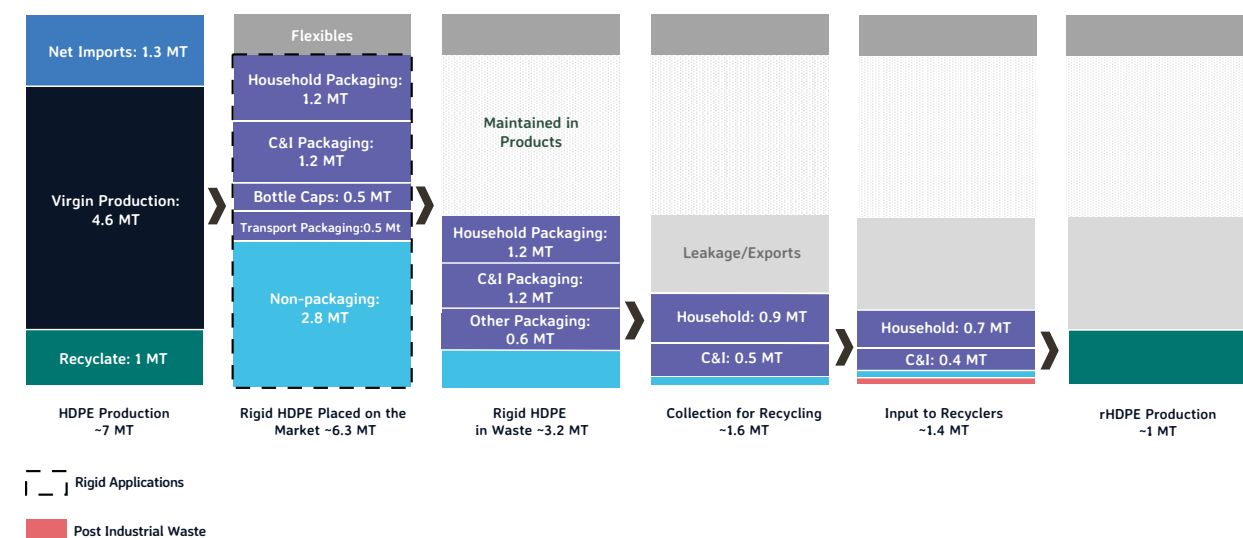 Net Imports: 1.3 MT
Virgin Production:
4.6 MT
Recyclate: 1 MT
HDPE Production
~7 MT
Flexibles
Household Packaging:
1.2 MT
C&I Packaging:
1.2 MT
Bottle Caps: 0.5 MT
Transport Packaging:0.5 Mt
Non-packaging:
2.8 MT
Rigid HDPE Placed on the
Market ~6.3 MT
Maintained in
Products
Household Packaging:
1.2 MT
C&I Packaging:
1.2 MT
Other Packaging:
0.6 MT
Rigid HDPE
in Waste ~3.2 MT
Leakage/Exports
Household: 0.9 MT
C&I: 0.5 MT
Collection for Recycling
~1.6 MT
Household: 0.7 MT
C&I: 0.4 MT
Input to Recyclers
~1.4 MT
rHDPE Production
~1 MT
Rigid Applications
Post Industrial Waste